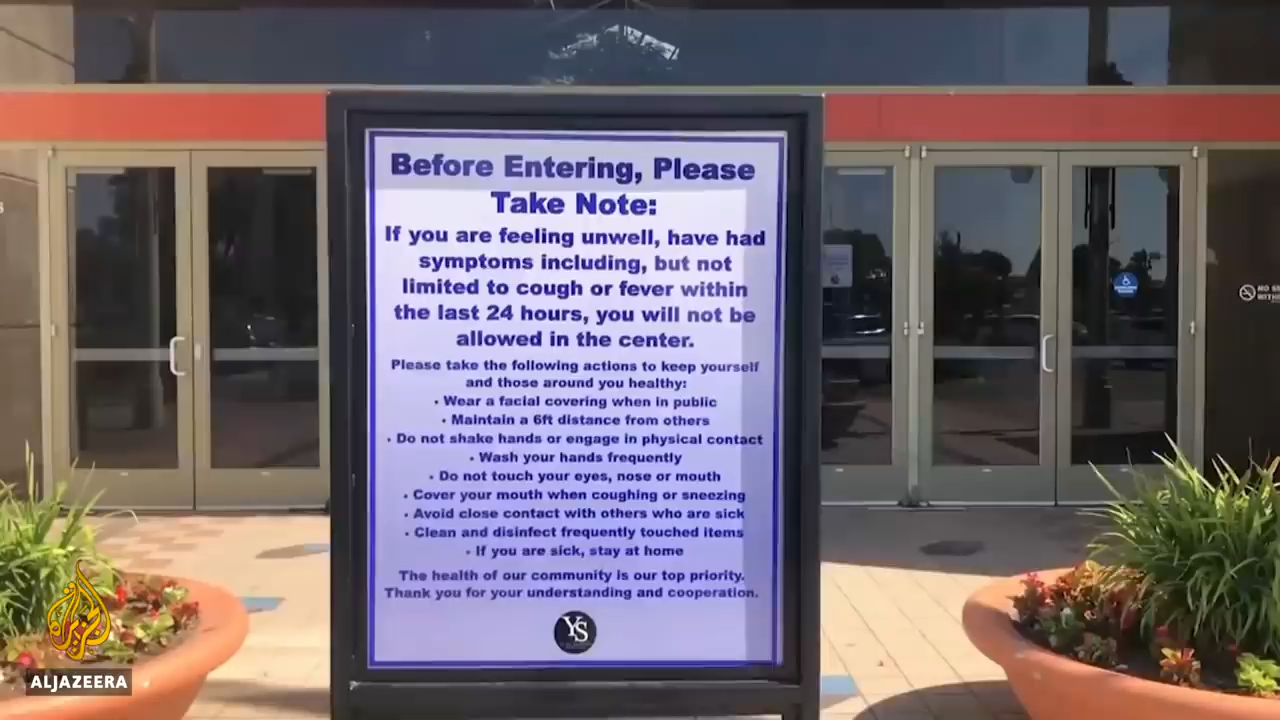 Before Entering, Please
Take Note:
If you are feeling unwell, have had
symptoms including, but not
limited to cough or fever within
the last 24 hours, you will not be
allowed in the center.
Please take the following actions to keep yourself
and those around you healthy:
• Wear a facial covering when in public
• Maintain a 6ft distance from others
• Do not shake hands or engage in physical contact
• Wash your hands frequently
• Do not touch your eyes, nose or mouth
• Cover your mouth when coughing or sneezing
• Avoid close contact with others who are sick
• Clean and disinfect frequently touched items
• If you are sick, stay at home
The health of our community is our top priority.
Thank you for your understanding and cooperation.
YS
NO
ALJAZEERA